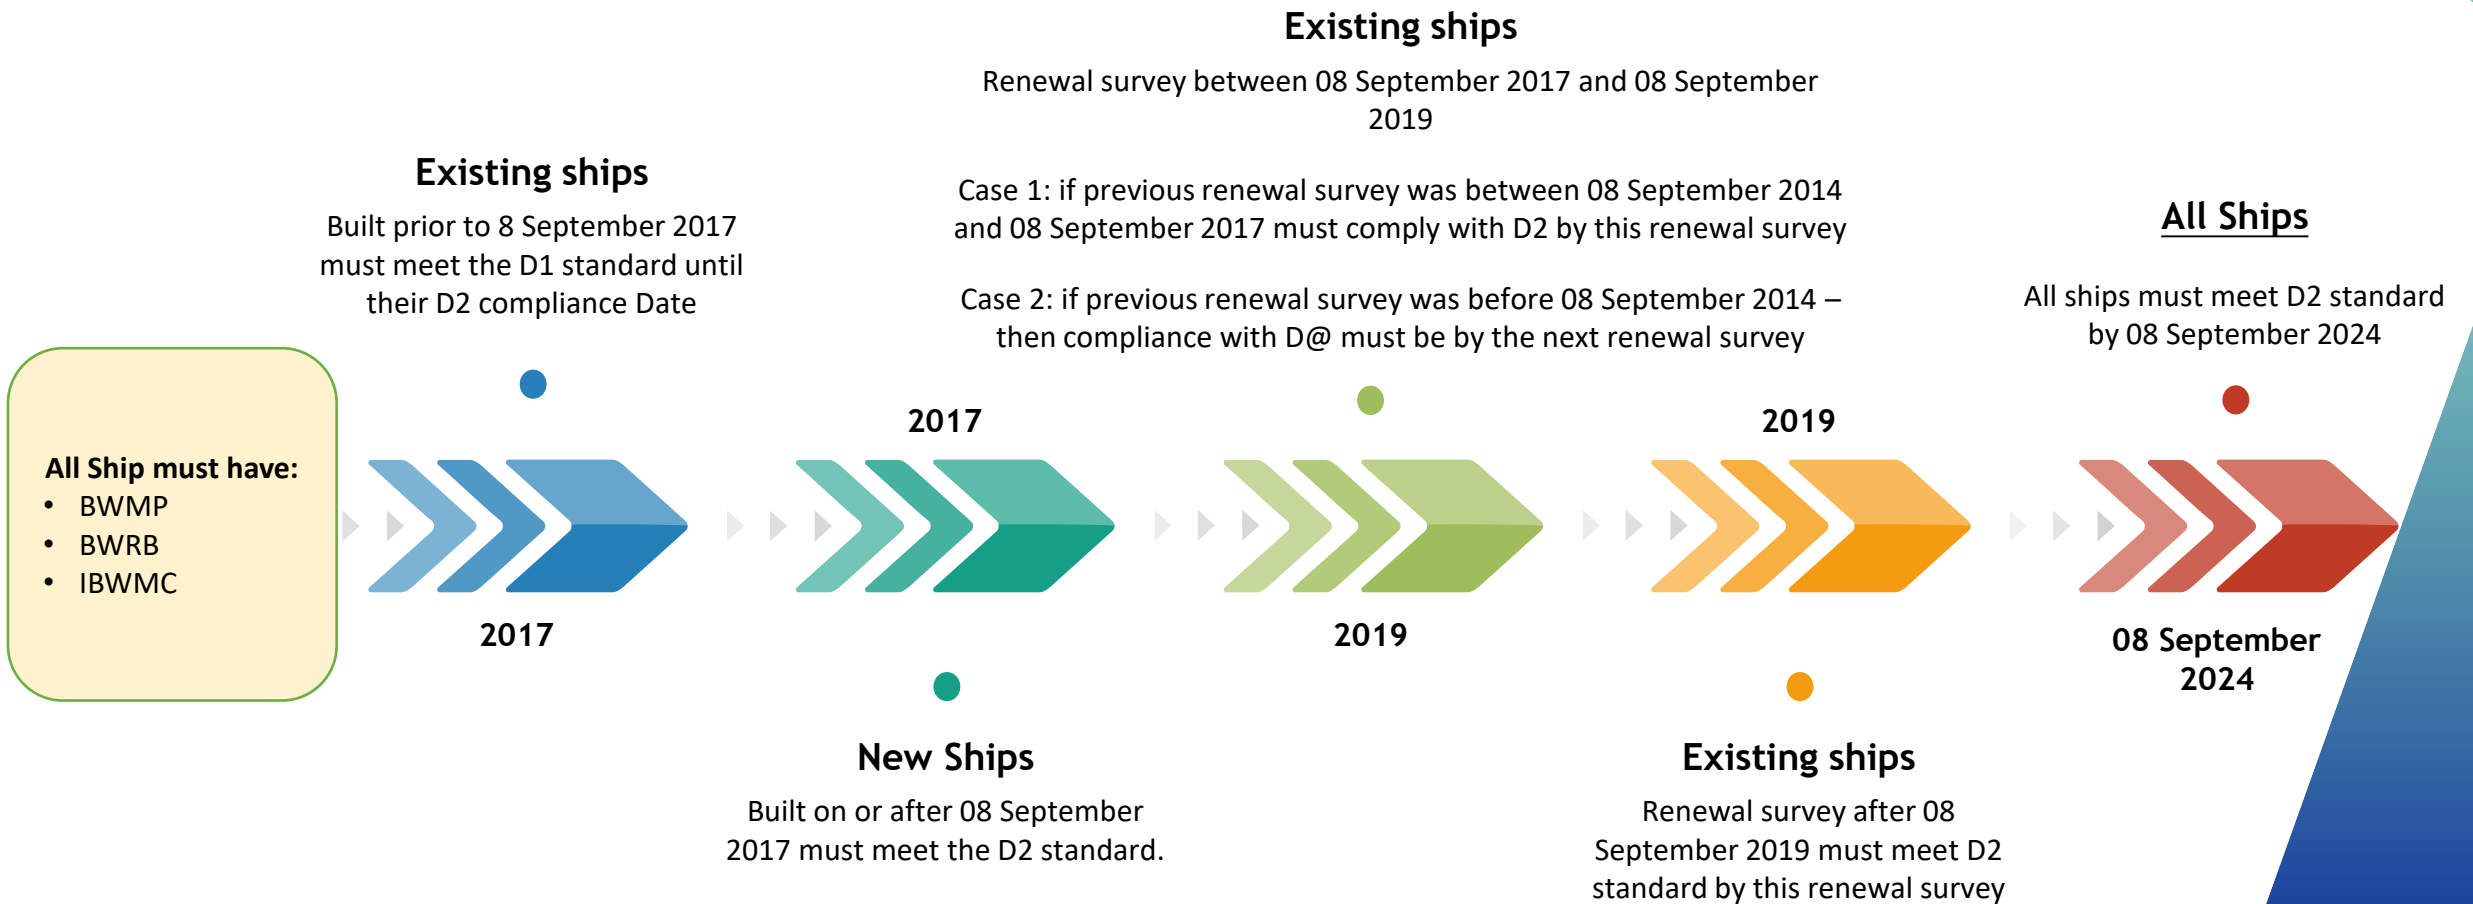 All Ship must have:
• BWMP
• BWRB
• IBWMC
Existing ships
Built prior to 8 September 2017
must meet the D1 standard until
their D2 compliance Date
2017
2017
New Ships
Built on or after 08 September
2017 must meet the D2 standard.
Existing ships
Renewal survey between 08 September 2017 and 08 September
2019
Case 1: if previous renewal survey was between 08 September 2014
and 08 September 2017 must comply with D2 by this renewal survey
Case 2: if previous renewal survey was before 08 September 2014 –
then compliance with D@ must be by the next renewal survey
2019
2019
Existing ships
Renewal survey after 08
September 2019 must meet D2
standard by this renewal survey
All Ships
All ships must meet D2 standard
by 08 September 2024
08 September
2024